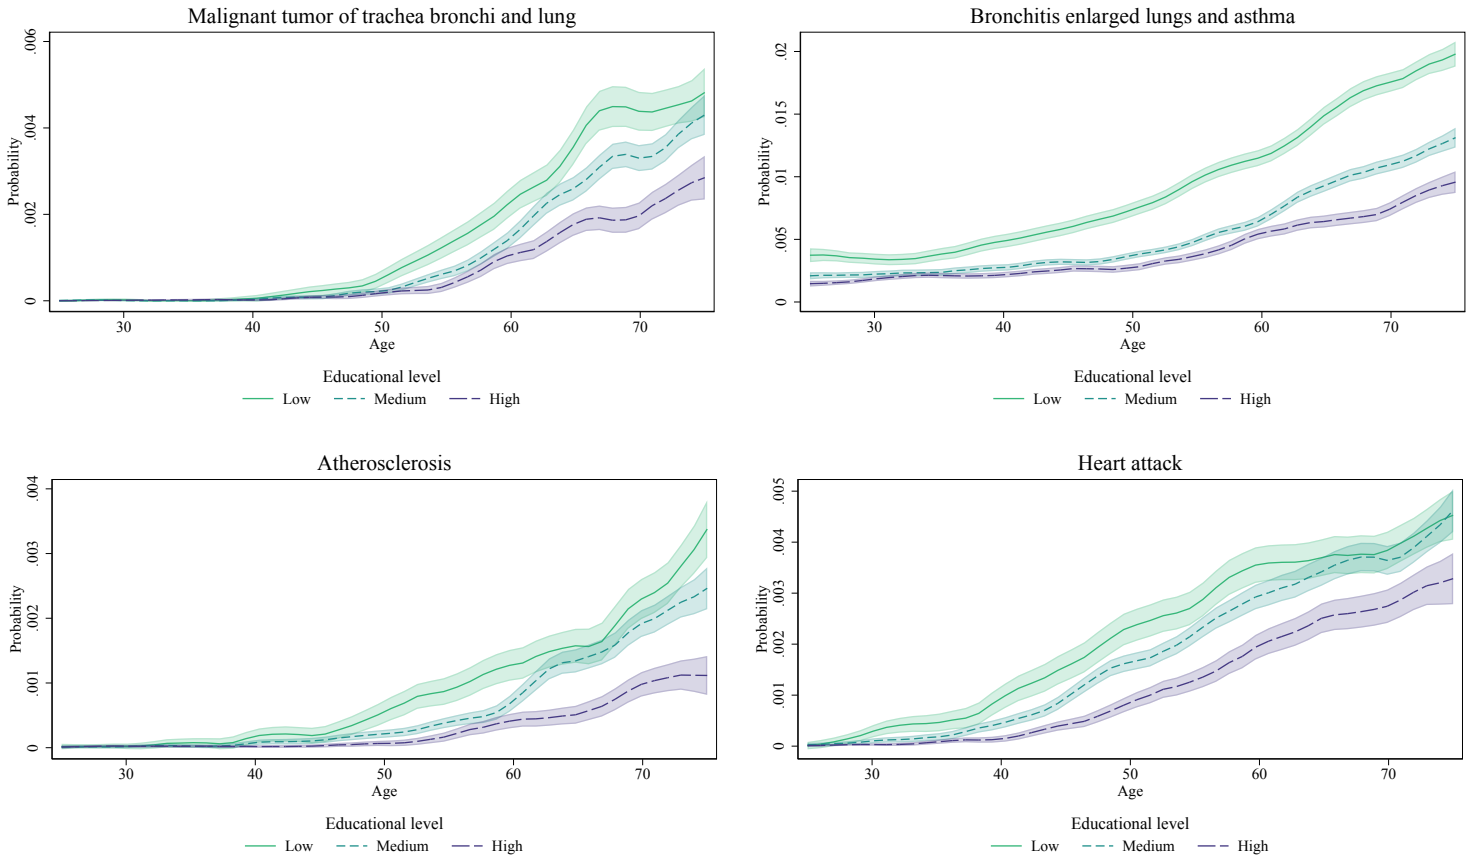 Malignant tumor of trachea bronchi and lung
Probability
.006
.004
.002
0
30 40 50 60 70
Age
Educational level
Low Medium High
Bronchitis enlarged lungs and asthma
Probability
.02
.015
.01
.005
0
30 40 50 60 70
Age
Educational level
Low Medium High
Atherosclerosis
Probability
.004
.003
.002
.001
0
30 40 50 60 70
Age
Educational level
Low Medium High
Heart attack
Probability
.005
.004
.003
.002
.001
0
30 40 50 60 70
Age
Educational level
Low Medium High